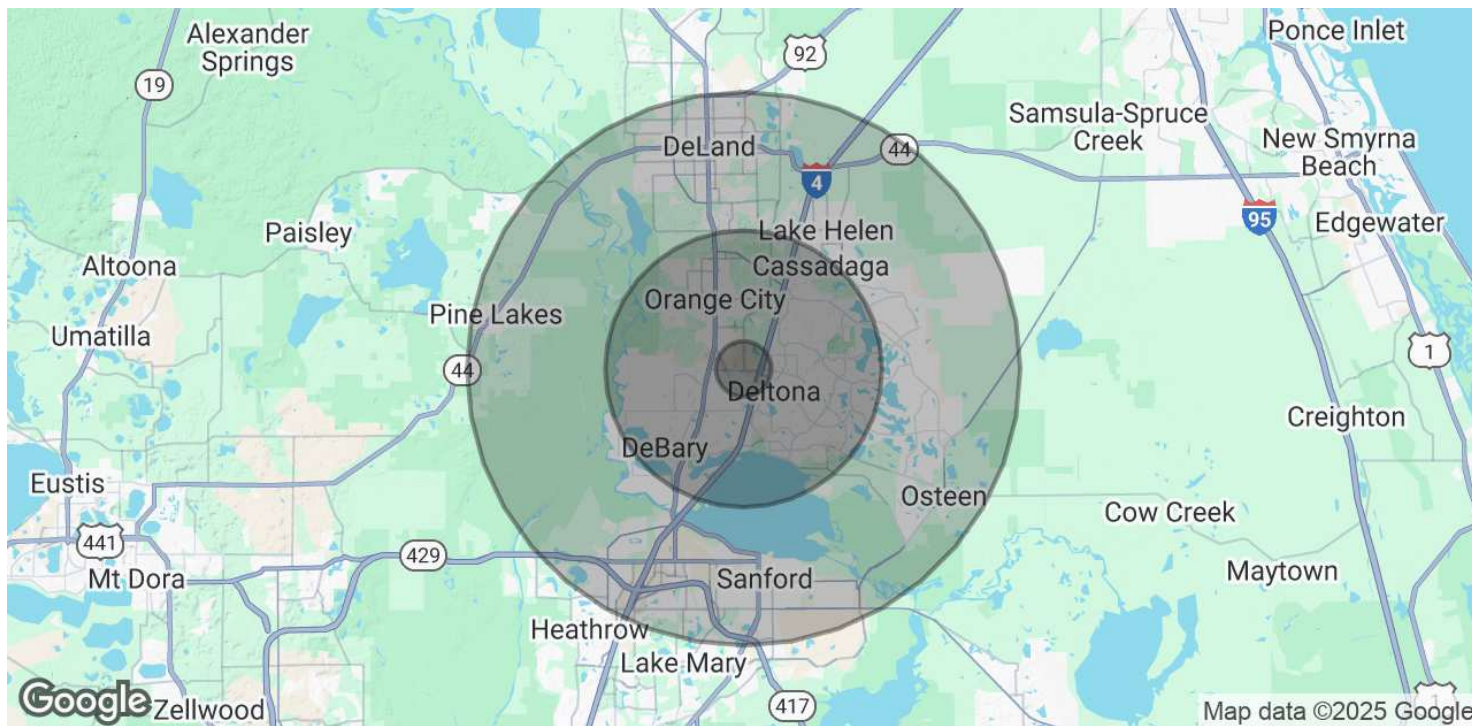 Alexander
Springs
19
92
Ponce Inlet
Samsula-Spruce
Creek
New Smyrna
Beach
DeLand
44
4
95
Edgewater
Paisley
Lake Helen
Cassadaga
Altoona
Orange City
Pine Lakes
Umatilla
44
1
Deltona
Creighton
DeBary
Eustis
Osteen
Cow Creek
441
429
Mt Dora
Sanford
Maytown
Heathrow
Lake Mary
Google
Zellwood
417
1
Map data ©2025 Google